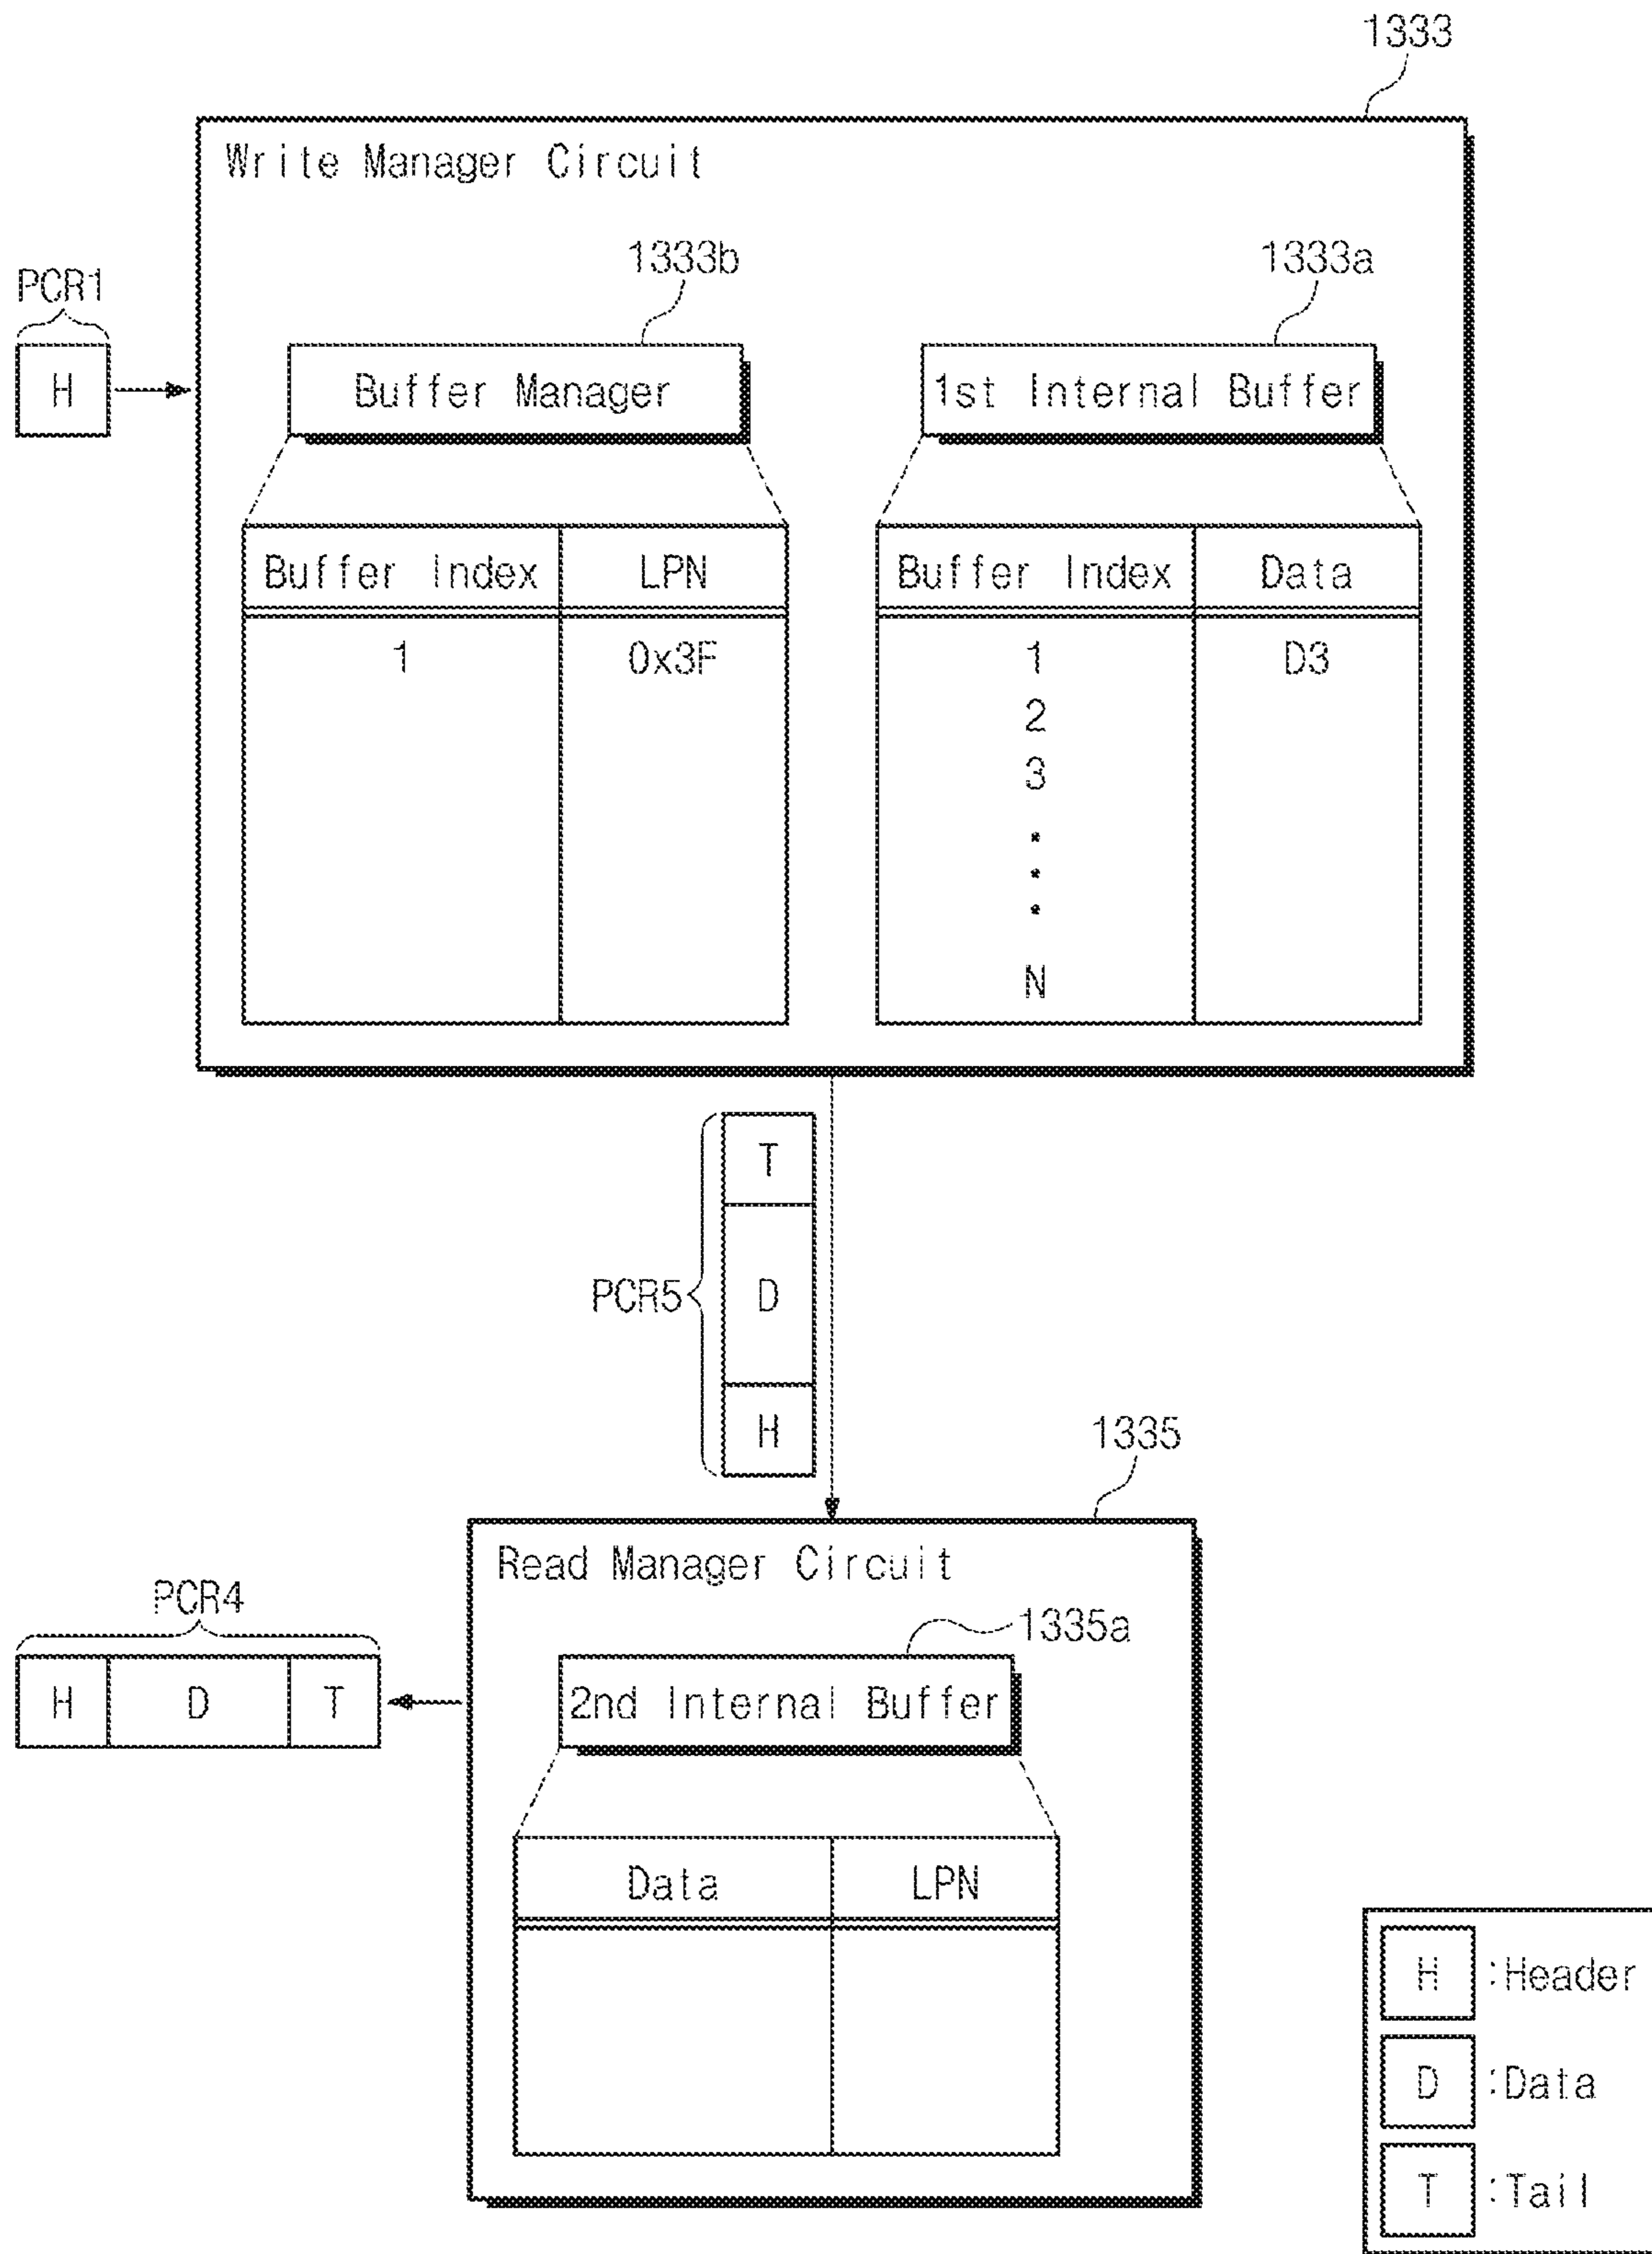 1333
Write Manager Circuit
1333b
1333a
PCR1
H
Buffer Manager
1st Internal Buffer
Buffer Index LPN
1 0x3F
Buffer Index Data
1 D3
2
3
.
.
.
N
T
D
H
PCR5
1335
Read Manager Circuit
PCR4
H D T
1335a
2nd Internal Buffer
Data LPN
H :Header
D :Data
T :Tail